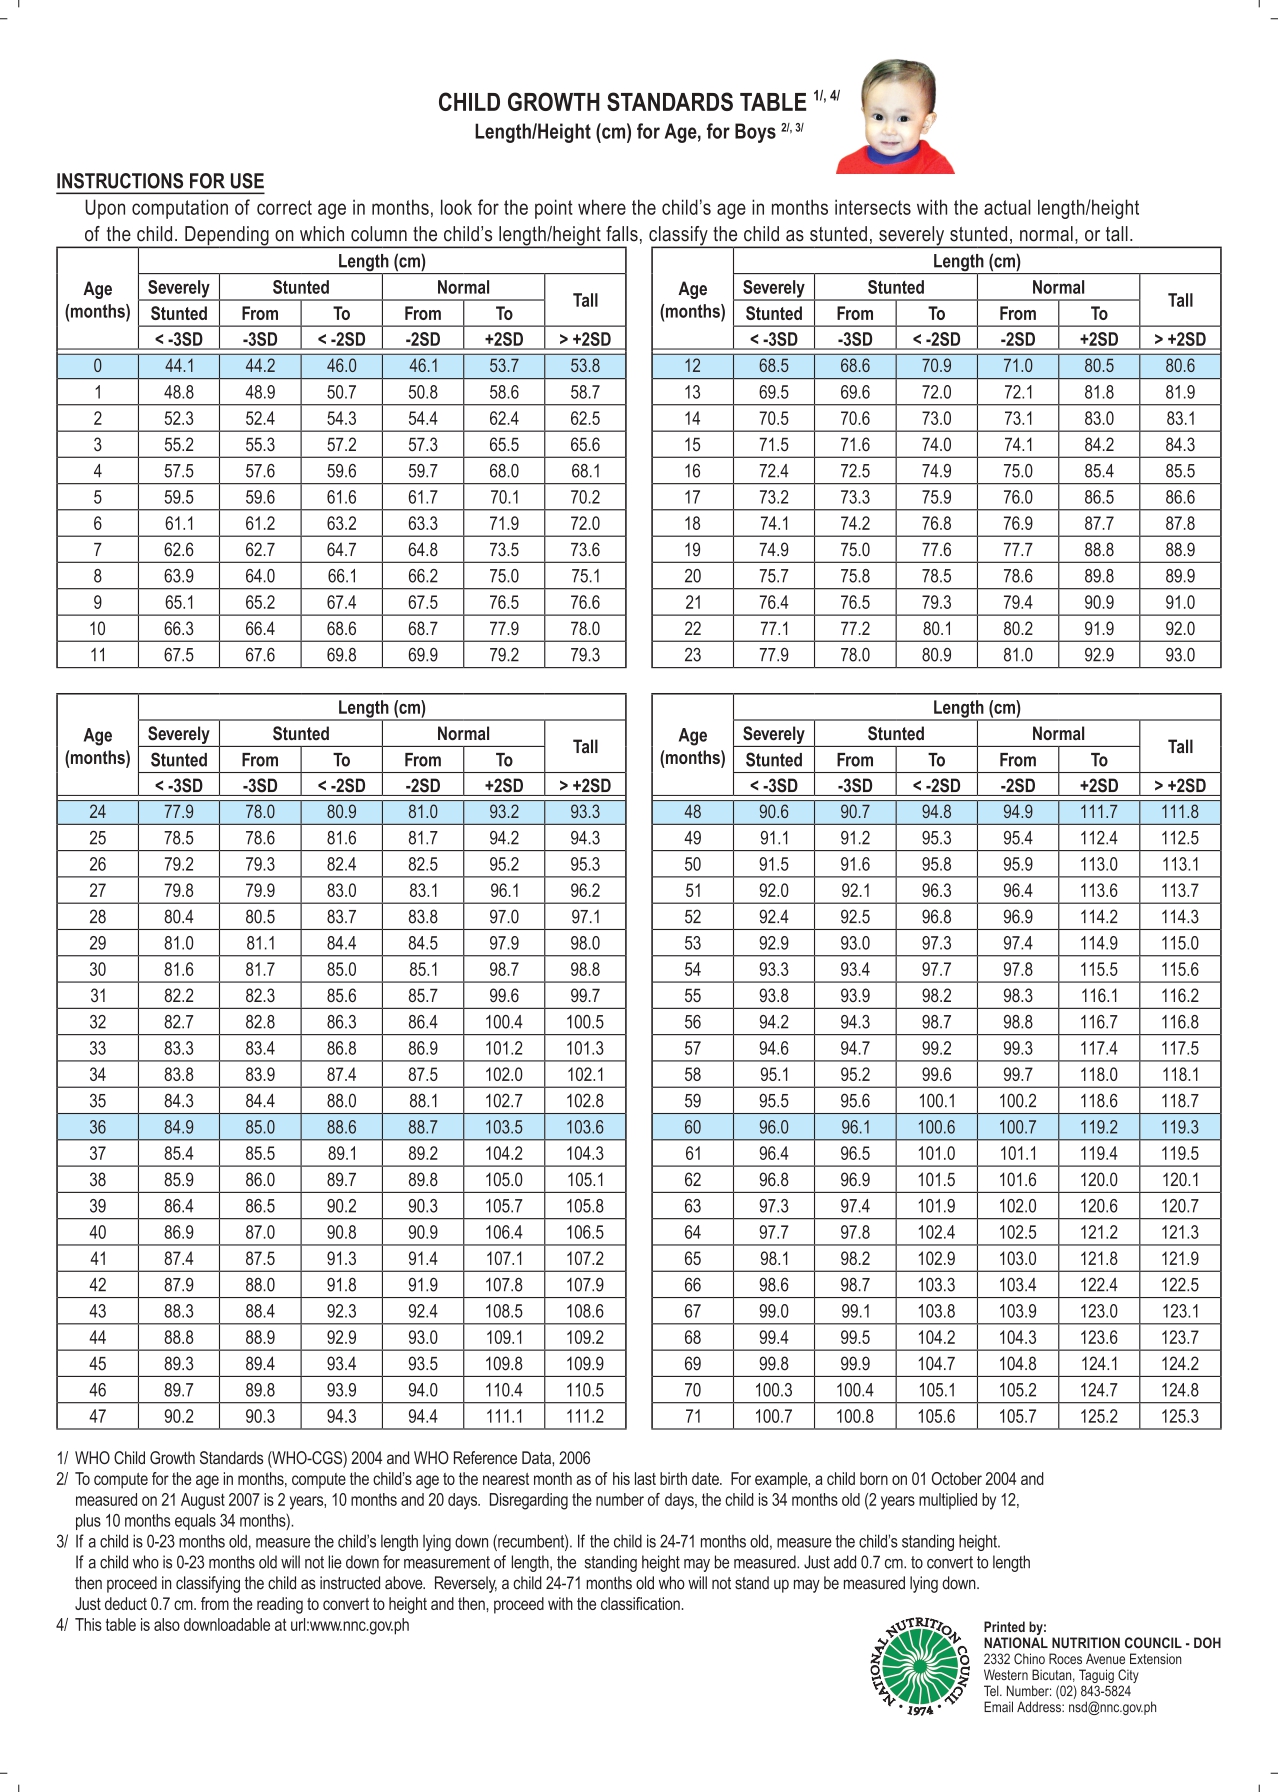 CHILD GROWTH STANDARDS TABLE 1/, 4/
Length/Height (cm) for Age, for Boys 2/, 3/
INSTRUCTIONS FOR USE
Upon computation of correct age in months, look for the point where the child's age in months intersects with the actual length/height
of the child. Depending on which column the child's length/height falls, classify the child as stunted, severely stunted, normal, or tall.
Age (months) Length (cm)
Severely Stunted Stunted Normal Tall
From To From To
< -3SD -3SD < -2SD -2SD +2SD > +2SD
0 44.1 44.2 46.0 46.1 53.7 53.8
1 48.8 48.9 50.7 50.8 58.6 58.7
2 52.3 52.4 54.3 54.4 62.4 62.5
3 55.2 55.3 57.2 57.3 65.5 65.6
4 57.5 57.6 59.6 59.7 68.0 68.1
5 59.5 59.6 61.6 61.7 70.1 70.2
6 61.1 61.2 63.2 63.3 71.9 72.0
7 62.6 62.7 64.7 64.8 73.5 73.6
8 63.9 64.0 66.1 66.2 75.0 75.1
9 65.1 65.2 67.4 67.5 76.5 76.6
10 66.3 66.4 68.6 68.7 77.9 78.0
11 67.5 67.6 69.8 69.9 79.2 79.3
Age (months) Length (cm)
Severely Stunted Stunted Normal Tall
From To From To
< -3SD -3SD < -2SD -2SD +2SD > +2SD
12 68.5 68.6 70.9 71.0 80.5 80.6
13 69.5 69.6 72.0 72.1 81.8 81.9
14 70.5 70.6 73.0 73.1 83.0 83.1
15 71.5 71.6 74.0 74.1 84.2 84.3
16 72.4 72.5 74.9 75.0 85.4 85.5
17 73.2 73.3 75.9 76.0 86.5 86.6
18 74.1 74.2 76.8 76.9 87.7 87.8
19 74.9 75.0 77.6 77.7 88.8 88.9
20 75.7 75.8 78.5 78.6 89.8 89.9
21 76.4 76.5 79.3 79.4 90.9 91.0
22 77.1 77.2 80.1 80.2 91.9 92.0
23 77.9 78.0 80.9 81.0 92.9 93.0
Age (months) Length (cm)
Severely Stunted Stunted Normal Tall
From To From To
< -3SD -3SD < -2SD -2SD +2SD > +2SD
24 77.9 78.0 80.9 81.0 93.2 93.3
25 78.5 78.6 81.6 81.7 94.2 94.3
26 79.2 79.3 82.4 82.5 95.2 95.3
27 79.8 79.9 83.0 83.1 96.1 96.2
28 80.4 80.5 83.7 83.8 97.0 97.1
29 81.0 81.1 84.4 84.5 97.9 98.0
30 81.6 81.7 85.0 85.1 98.7 98.8
31 82.2 82.3 85.6 85.7 99.6 99.7
32 82.7 82.8 86.3 86.4 100.4 100.5
33 83.3 83.4 86.8 86.9 101.2 101.3
34 83.8 83.9 87.4 87.5 102.0 102.1
35 84.3 84.4 88.0 88.1 102.7 102.8
36 84.9 85.0 88.6 88.7 103.5 103.6
37 85.4 85.5 89.1 89.2 104.2 104.3
38 85.9 86.0 89.7 89.8 105.0 105.1
39 86.4 86.5 90.2 90.3 105.7 105.8
40 86.9 87.0 90.8 90.9 106.4 106.5
41 87.4 87.5 91.3 91.4 107.1 107.2
42 87.9 88.0 91.8 91.9 107.8 107.9
43 88.3 88.4 92.3 92.4 108.5 108.6
44 88.8 88.9 92.9 93.0 109.1 109.2
45 89.3 89.4 93.4 93.5 109.8 109.9
46 89.7 89.8 93.9 94.0 110.4 110.5
47 90.2 90.3 94.3 94.4 111.1 111.2
Age (months) Length (cm)
Severely Stunted Stunted Normal Tall
From To From To
< -3SD -3SD < -2SD -2SD +2SD > +2SD
48 90.6 90.7 94.8 94.9 111.7 111.8
49 91.1 91.2 95.3 95.4 112.4 112.5
50 91.5 91.6 95.8 95.9 113.0 113.1
51 92.0 92.1 96.3 96.4 113.6 113.7
52 92.4 92.5 96.8 96.9 114.2 114.3
53 92.9 93.0 97.3 97.4 114.9 115.0
54 93.3 93.4 97.7 97.8 115.5 115.6
55 93.8 93.9 98.2 98.3 116.1 116.2
56 94.2 94.3 98.7 98.8 116.7 116.8
57 94.6 94.7 99.2 99.3 117.4 117.5
58 95.1 95.2 99.6 99.7 118.0 118.1
59 95.5 95.6 100.1 100.2 118.6 118.7
60 96.0 96.1 100.6 100.7 119.2 119.3
61 96.4 96.5 101.0 101.1 119.4 119.5
62 96.8 96.9 101.5 101.6 120.0 120.1
63 97.3 97.4 101.9 102.0 120.6 120.7
64 97.7 97.8 102.4 102.5 121.2 121.3
65 98.1 98.2 102.9 103.0 121.8 121.9
66 98.6 98.7 103.3 103.4 122.4 122.5
67 99.0 99.1 103.8 103.9 123.0 123.1
68 99.4 99.5 104.2 104.3 123.6 123.7
69 99.8 99.9 104.7 104.8 124.1 124.2
70 100.3 100.4 105.1 105.2 124.7 124.8
71 100.7 100.8 105.6 105.7 125.2 125.3
1/ WHO Child Growth Standards (WHO-CGS) 2004 and WHO Reference Data, 2006
2/ To compute for the age in months, compute the child's age to the nearest month as of his last birth date. For example, a child born on 01 October 2004 and
measured on 21 August 2007 is 2 years, 10 months and 20 days. Disregarding the number of days, the child is 34 months old (2 years multiplied by 12,
plus 10 months equals 34 months).
3/ If a child is 0-23 months old, measure the child's length lying down (recumbent). If the child is 24-71 months old, measure the child's standing height.
If a child who is 0-23 months old will not lie down for measurement of length, the standing height may be measured. Just add 0.7 cm. to convert to length
then proceed in classifying the child as instructed above. Reversely, a child 24-71 months old who will not stand up may be measured lying down.
Just deduct 0.7 cm. from the reading to convert to height and then, proceed with the classification.
4/ This table is also downloadable at url:www.nnc.gov.ph
NATIONAL NUTRITION COUNCIL • 1974 •
Printed by:
NATIONAL NUTRITION COUNCIL - DOH
2332 Chino Roces Avenue Extension
Western Bicutan, Taguig City
Tel. Number: (02) 843-5824
Email Address: nsd@nnc.gov.ph